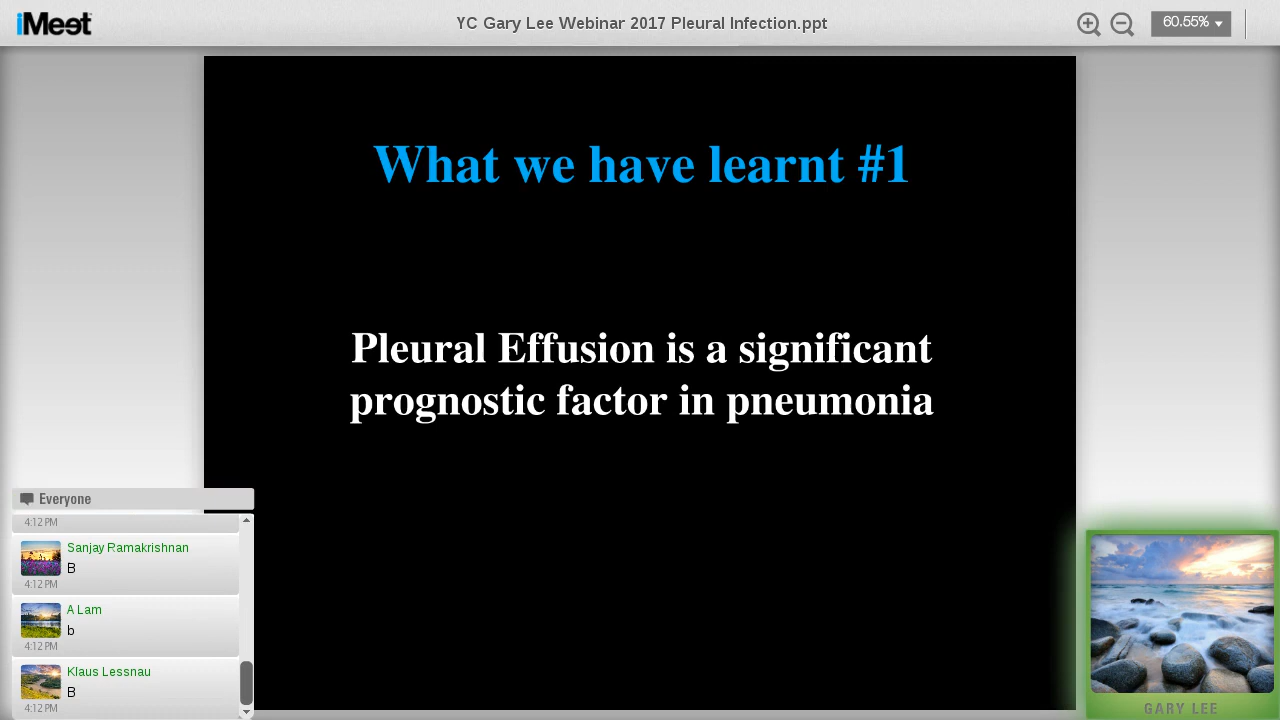 iMeet
YC Gary Lee Webinar 2017 Pleural Infection.ppt
60.55%
What we have learnt #1
Pleural Effusion is a significant
prognostic factor in pneumonia
Everyone
4:12 PM
Sanjay Ramakrishnan
B
4:12 PM
A Lam
b
4:12 PM
Klaus Lessnau
B
4:12 PM
GARY LEE